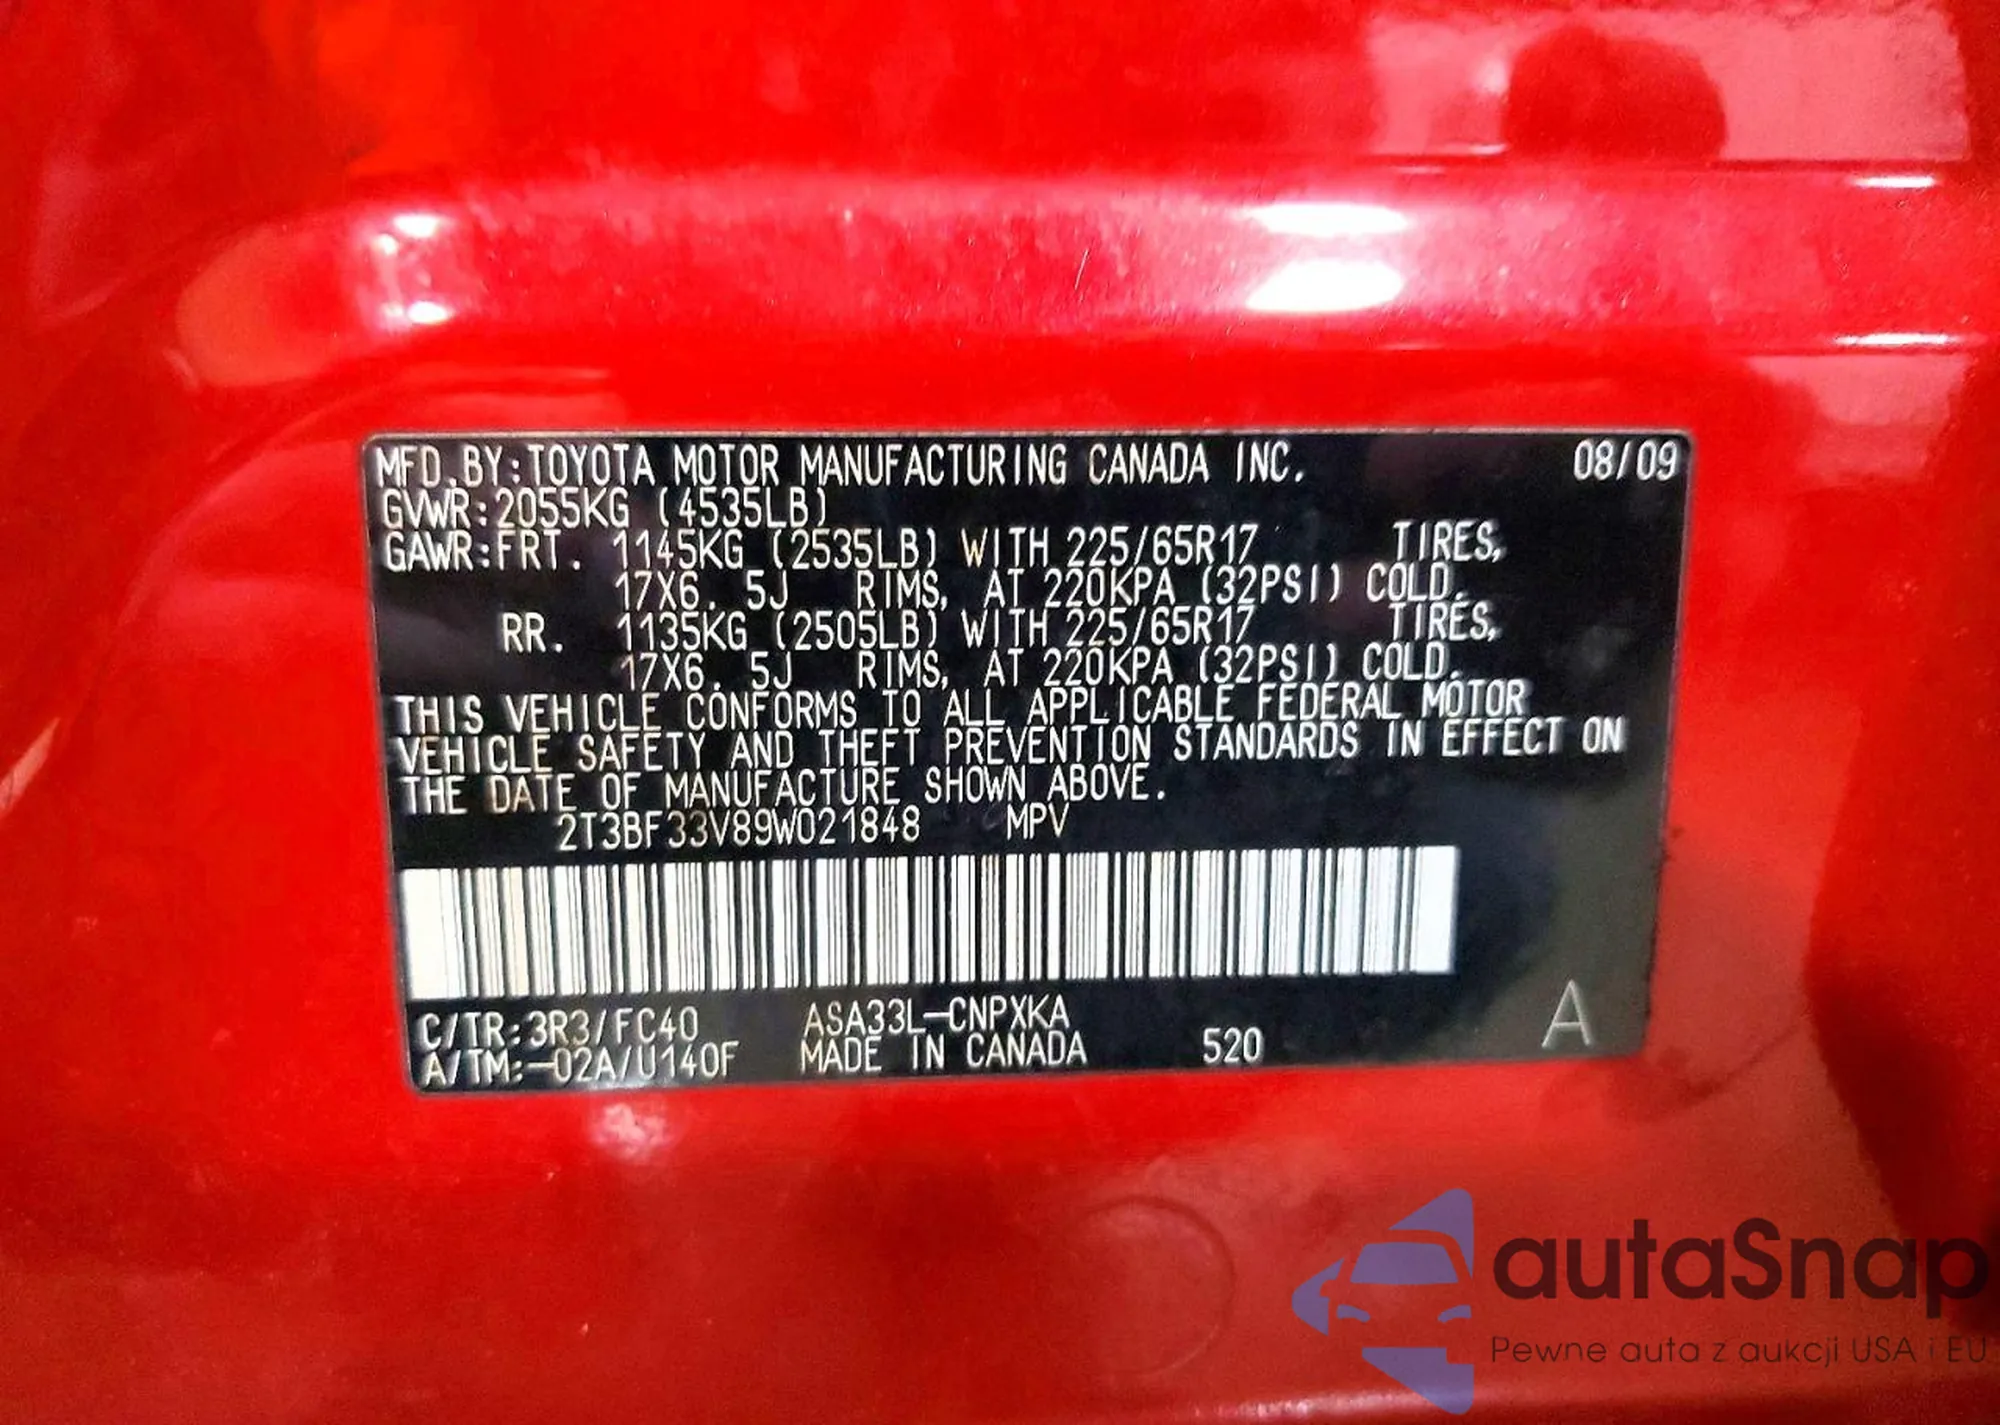 MFD.BY:TOYOTA MOTOR MANUFACTURING CANADA INC. 08/09
GVWR:2055KG (4535LB)
GAWR:FRT. 1145KG (2535LB) WITH 225/65R17 TIRES,
17X6.5J RIMS, AT 220KPA (32PSI) COLD.
RR. 1135KG (2505LB) WITH 225/65R17 TIRES,
17X6.5J RIMS, AT 220KPA (32PSI) COLD.
THIS VEHICLE CONFORMS TO ALL APPLICABLE FEDERAL MOTOR
VEHICLE SAFETY AND THEFT PREVENTION STANDARDS IN EFFECT ON
THE DATE OF MANUFACTURE SHOWN ABOVE.
2T3BF33V89W021848 MPV
C/TR:3R3/FC40 ASA33L-CNPXKA
A/TM:-02A/U140F MADE IN CANADA 520 A
autaSnap
Pewne auta z aukcji USA i EU